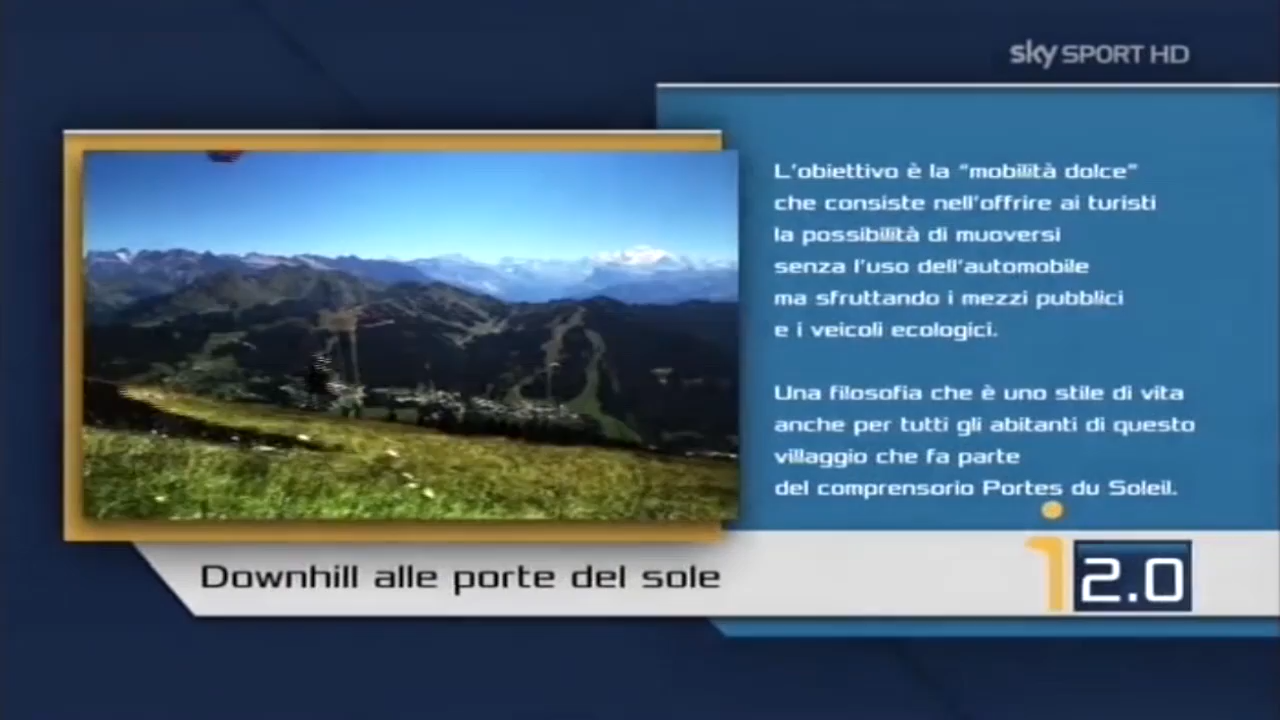 sky SPORT HD
L'obiettivo è la "mobilità dolce"
che consiste nell'offrire ai turisti
la possibilità di muoversi
senza l'uso dell'automobile
ma sfruttando i mezzi pubblici
e i veicoli ecologici.
Una filosofia che è uno stile di vita
anche per tutti gli abitanti di questo
villaggio che fa parte
del comprensorio Portes du Soleil.
Downhill alle porte del sole
i 2.0